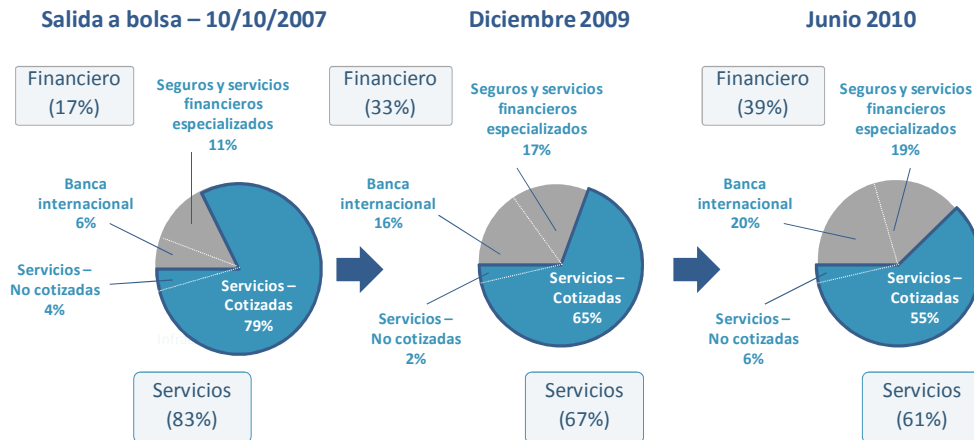 Salida a bolsa – 10/10/2007
Financiero
(17%)
Seguros y servicios
financieros
especializados
11%
Banca
internacional
6%
Servicios –
No cotizadas
4%
Servicios –
Cotizadas
79%
Servicios
(83%)
Diciembre 2009
Financiero
(33%)
Seguros y servicios
financieros
especializados
17%
Banca
internacional
16%
Servicios –
No cotizadas
2%
Servicios –
Cotizadas
65%
Servicios
(67%)
Junio 2010
Financiero
(39%)
Seguros y servicios
financieros
especializados
19%
Banca
internacional
20%
Servicios –
No cotizadas
6%
Servicios –
Cotizadas
55%
Servicios
(61%)